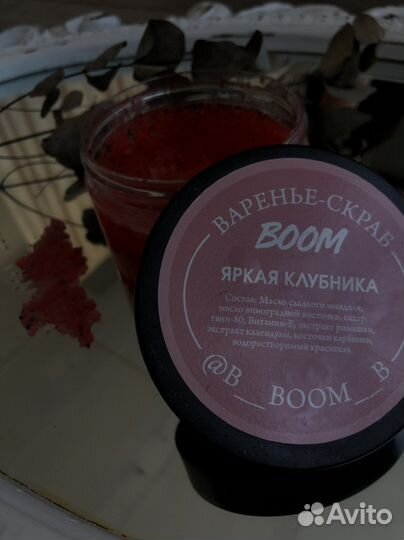 ВАРЕНЬЕ-СКРАБ
BOOM
ЯРКАЯ КЛУБНИКА
Состав: Масло сладкого миндаля,
масло виноградной косточки, сахар,
твин-80, Витамин-Е, экстракт ромашки,
экстракт календулы, косточки клубники,
водорастворимый краситель.
@B__BOOM__B
Avito